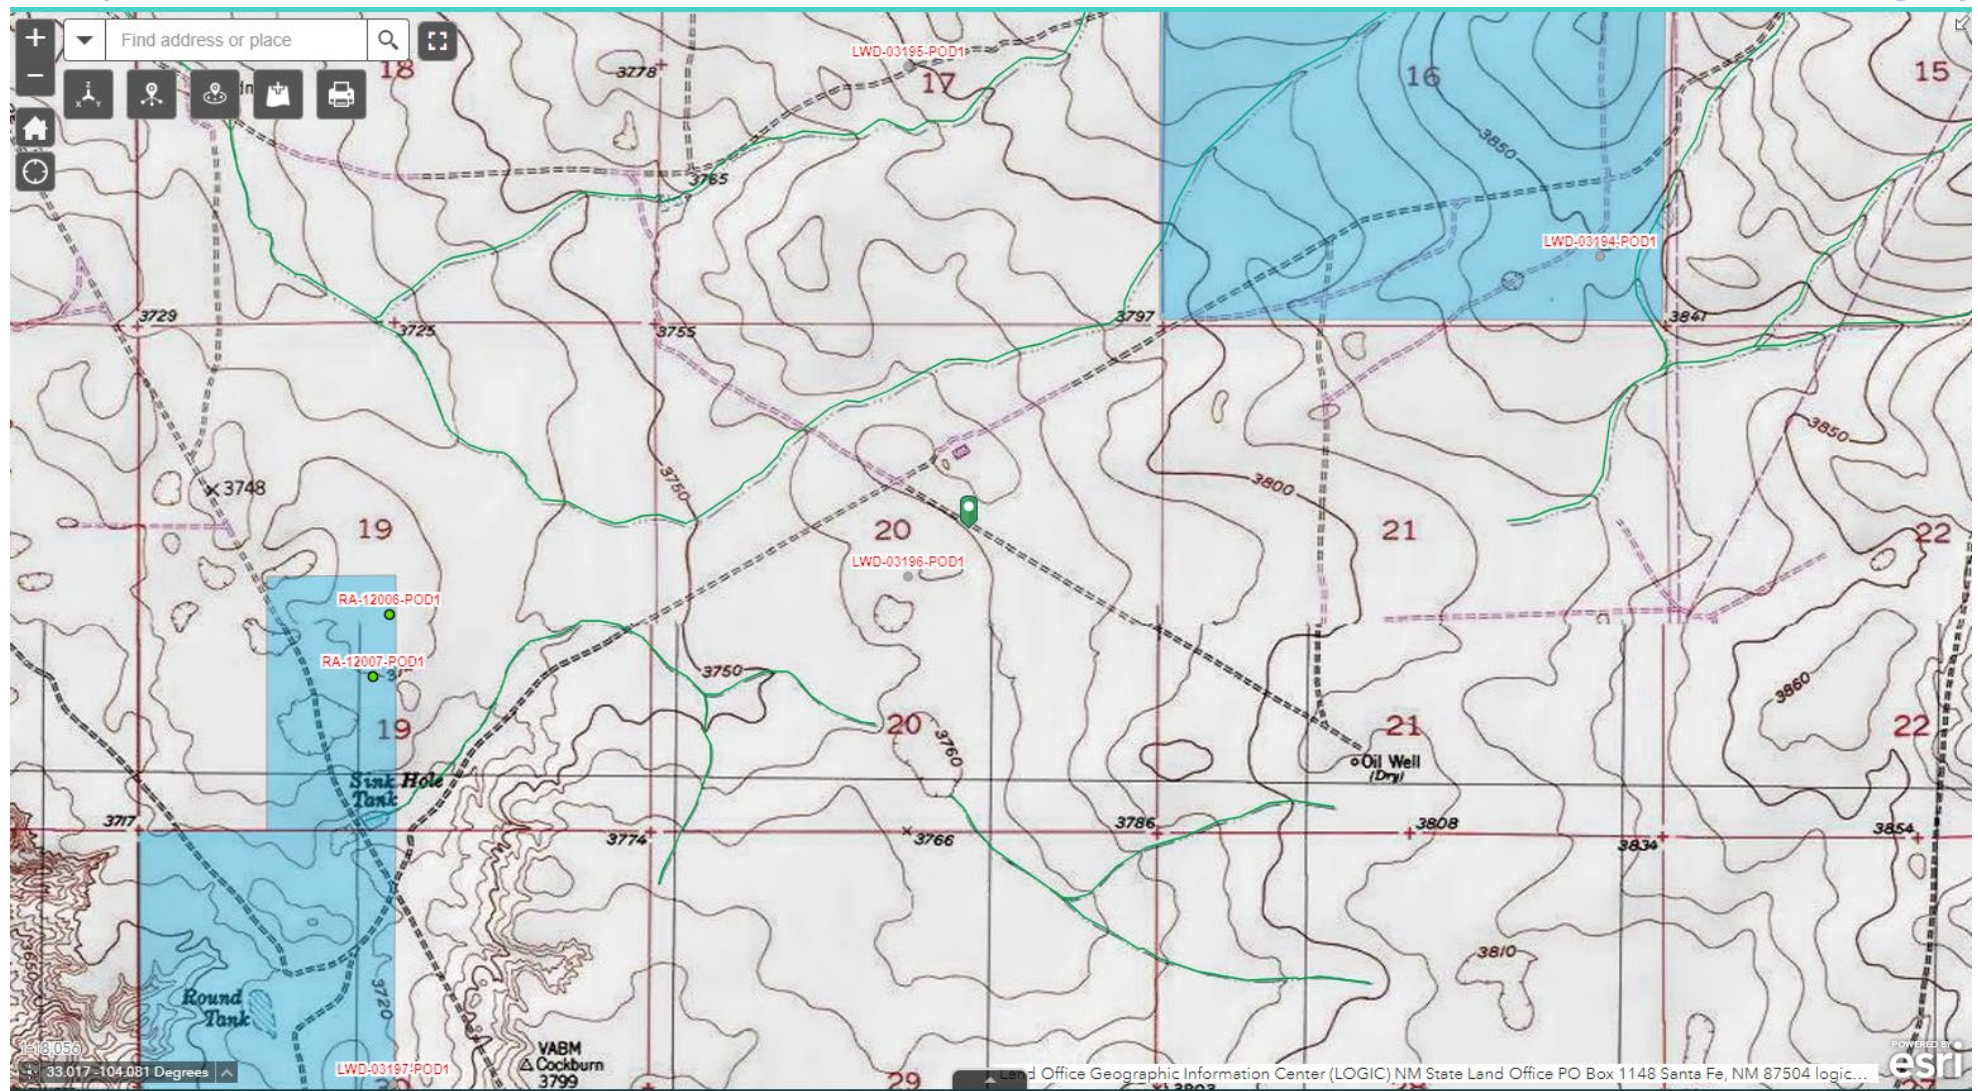 Find address or place
18
3778
LWD-03195-POD1
17
16
15
3850
3765
LWD-03194-POD1
3729
3725
3755
3797
3841
3850
3748
3750
3800
19
20
21
22
LWD-03196-POD1
RA-12006-POD1
RA-12007-POD1
3750
3860
19
20
21
22
3760
Oil Well
(Dry)
Sink Hole
Tank
3717
3774
3766
3786
3808
3834
3854
3810
3720
Round
Tank
1:18,056
VABM
Cockburn
3799
LWD-03197-POD1
33.017 -104.081 Degrees
29
Land Office Geographic Information Center (LOGIC) NM State Land Office PO Box 1148 Santa Fe, NM 87504 logic...
POWERED BY
esri